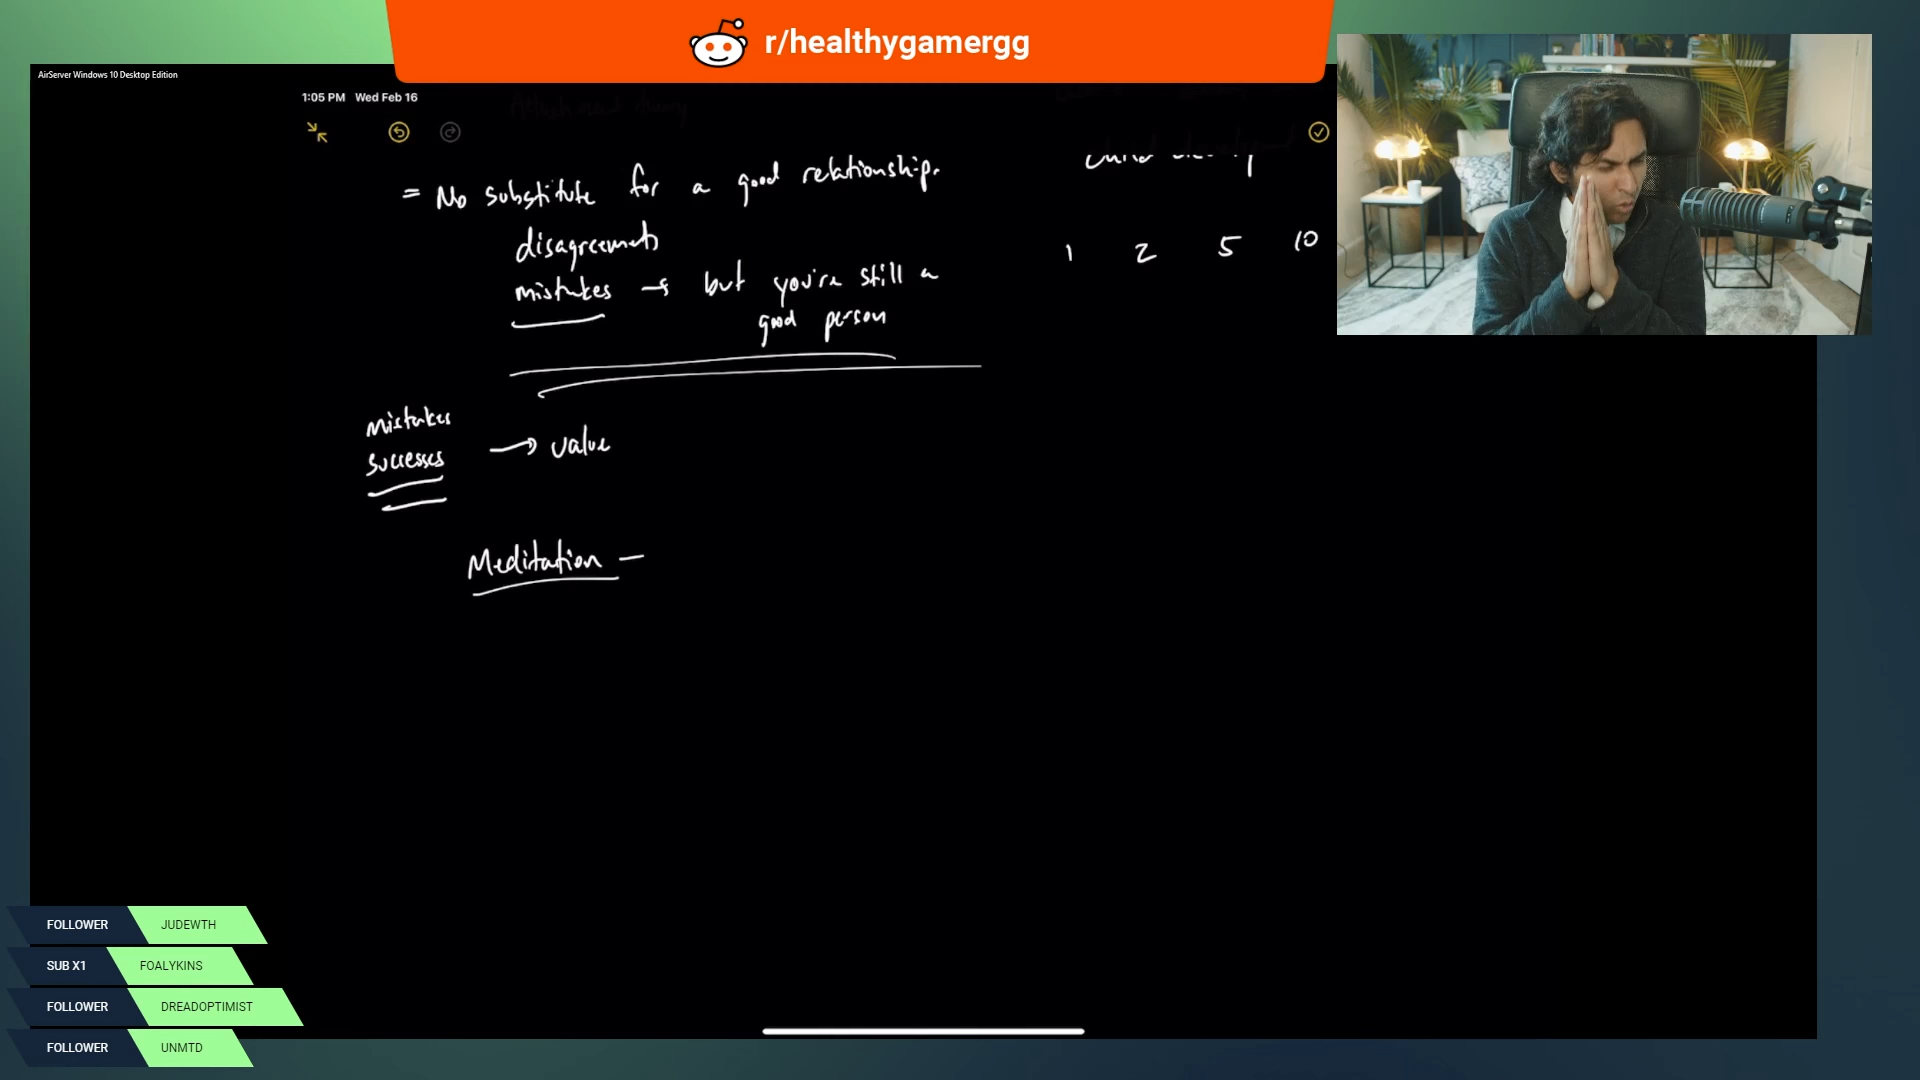 r/healthygamergg
AirServer Windows 10 Desktop Edition
1:05 PM Wed Feb 16
= No substitute for a good relationship.
disagreements
mistakes → but you're still a
good person
1 2 5 10
mistakes
successes → value
Meditation —
FOLLOWER JUDEWTH
SUB X1 FOALYKINS
FOLLOWER DREADOPTIMIST
FOLLOWER UNMTD